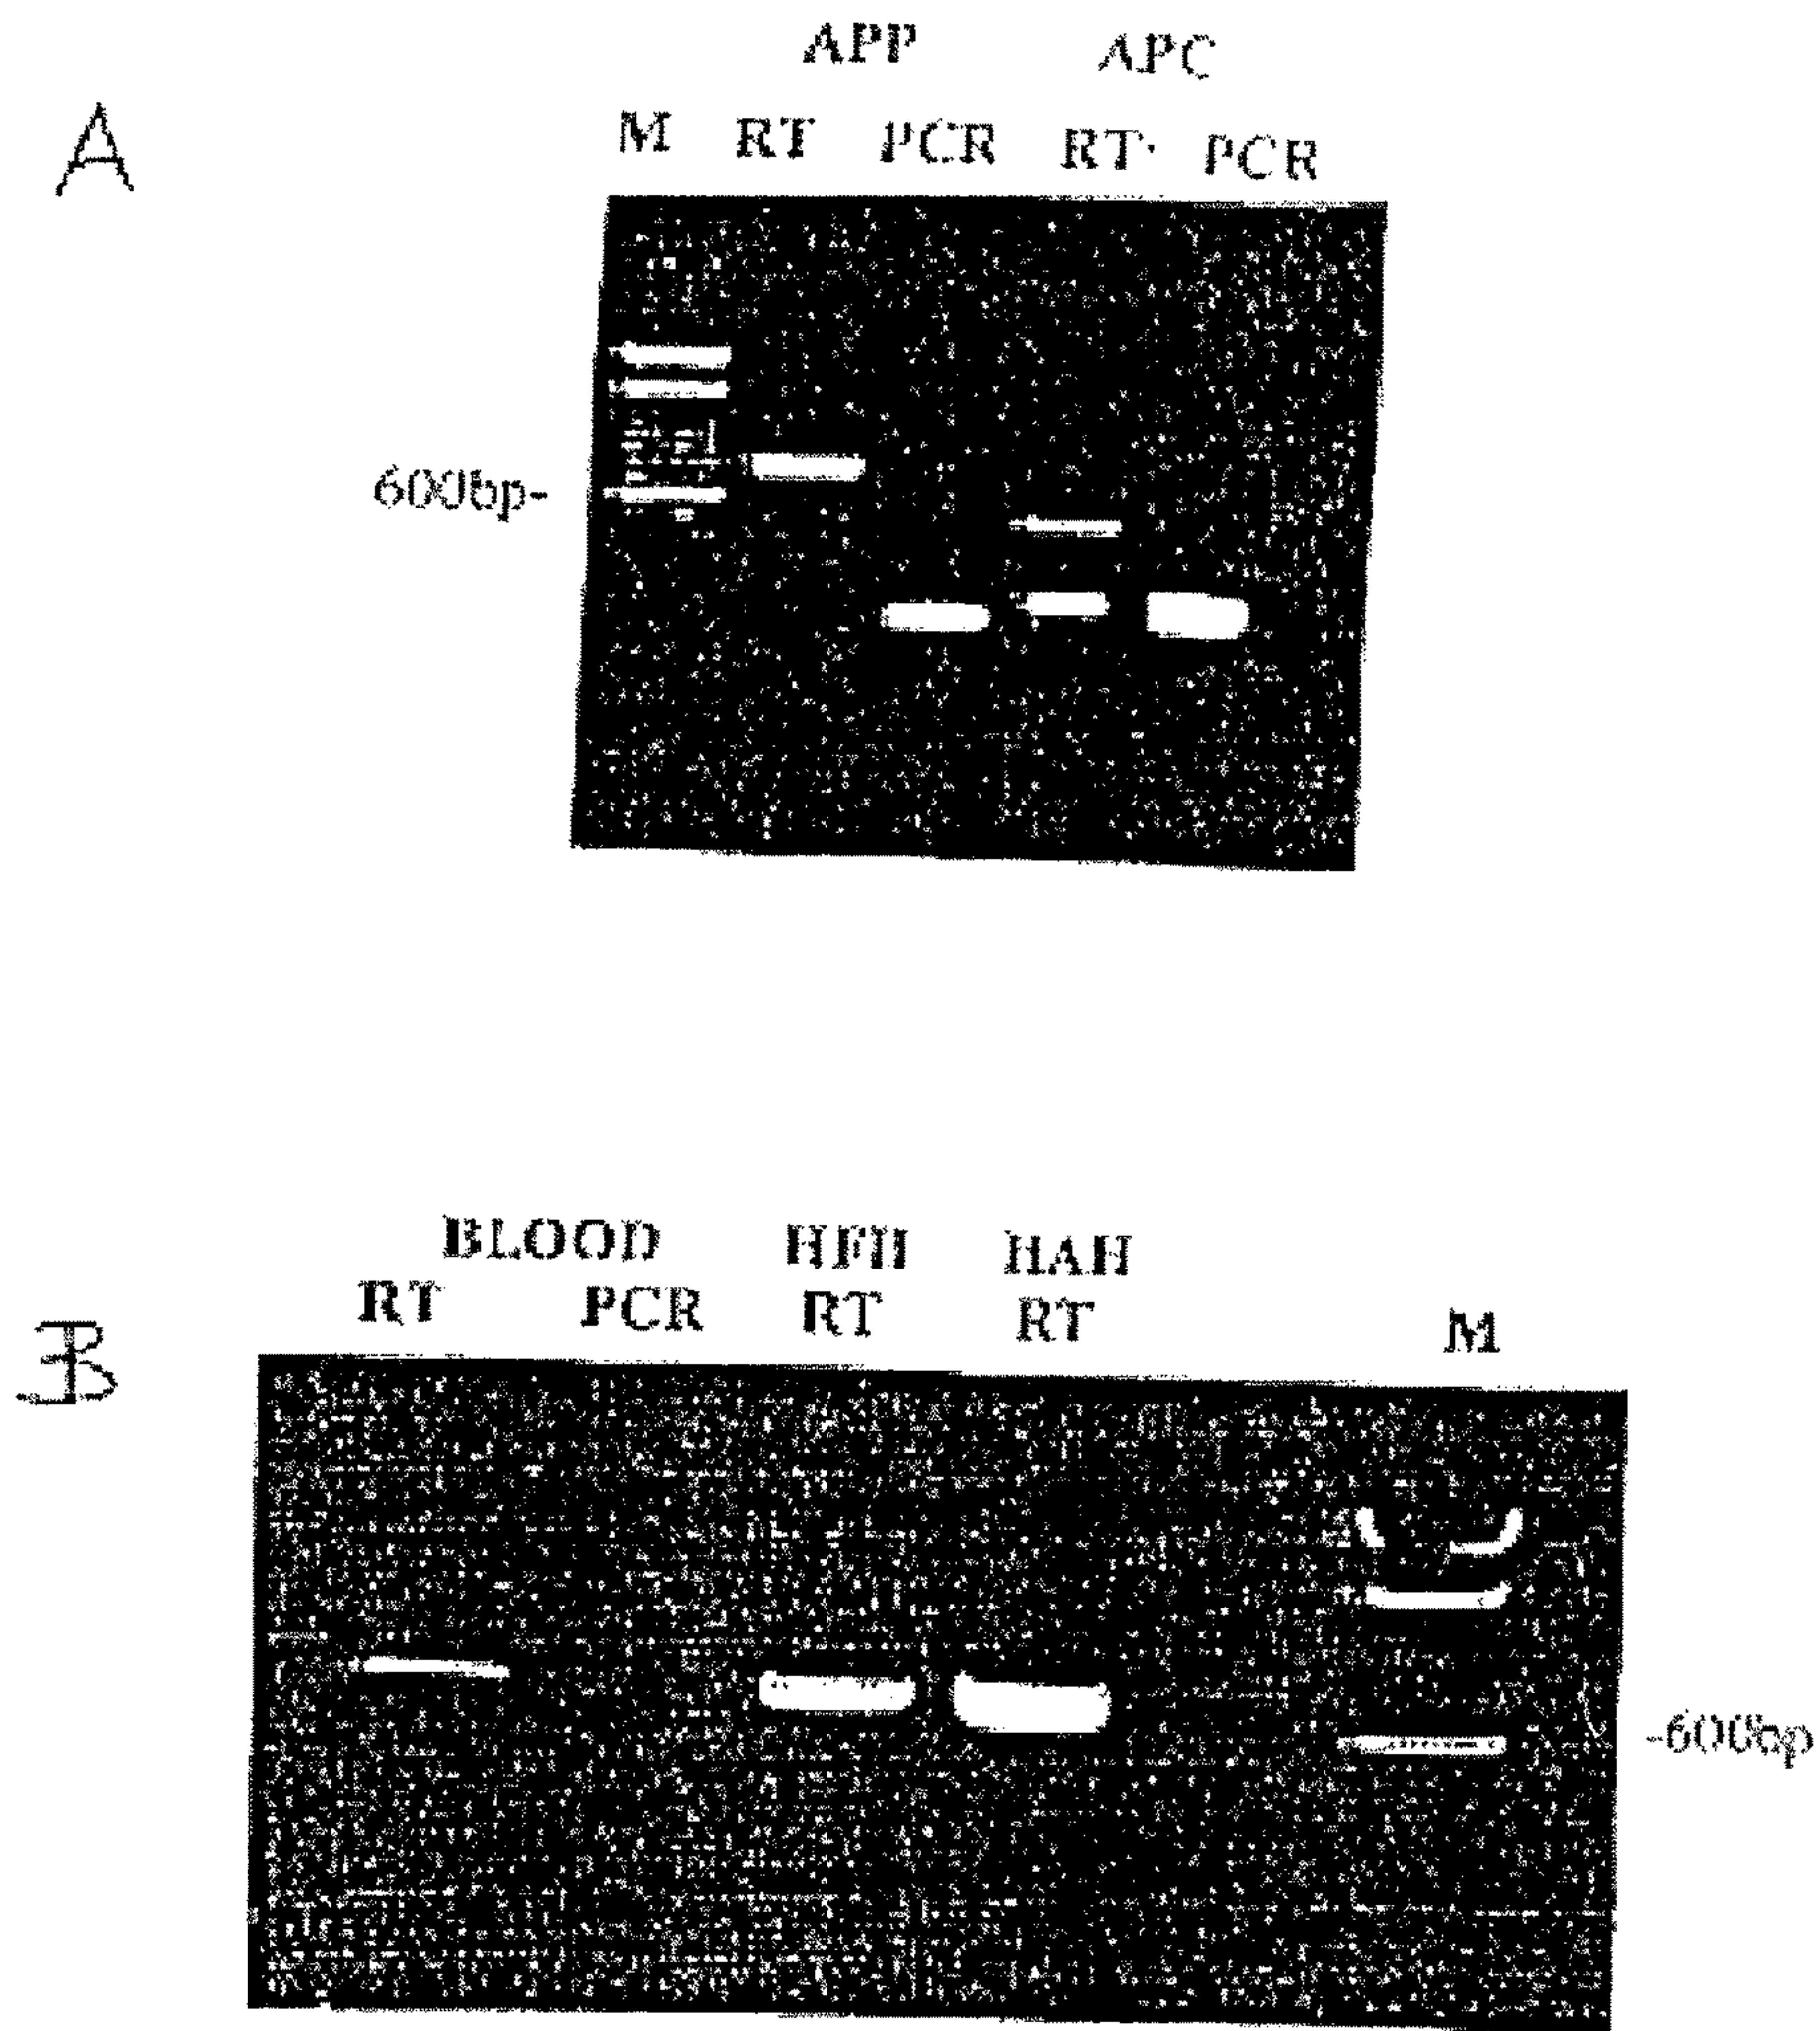 A
APP APC
M RT PCR RT PCR
600bp-
B
BLOOD HFH HAH
RT PCR RT RT M
-600bp